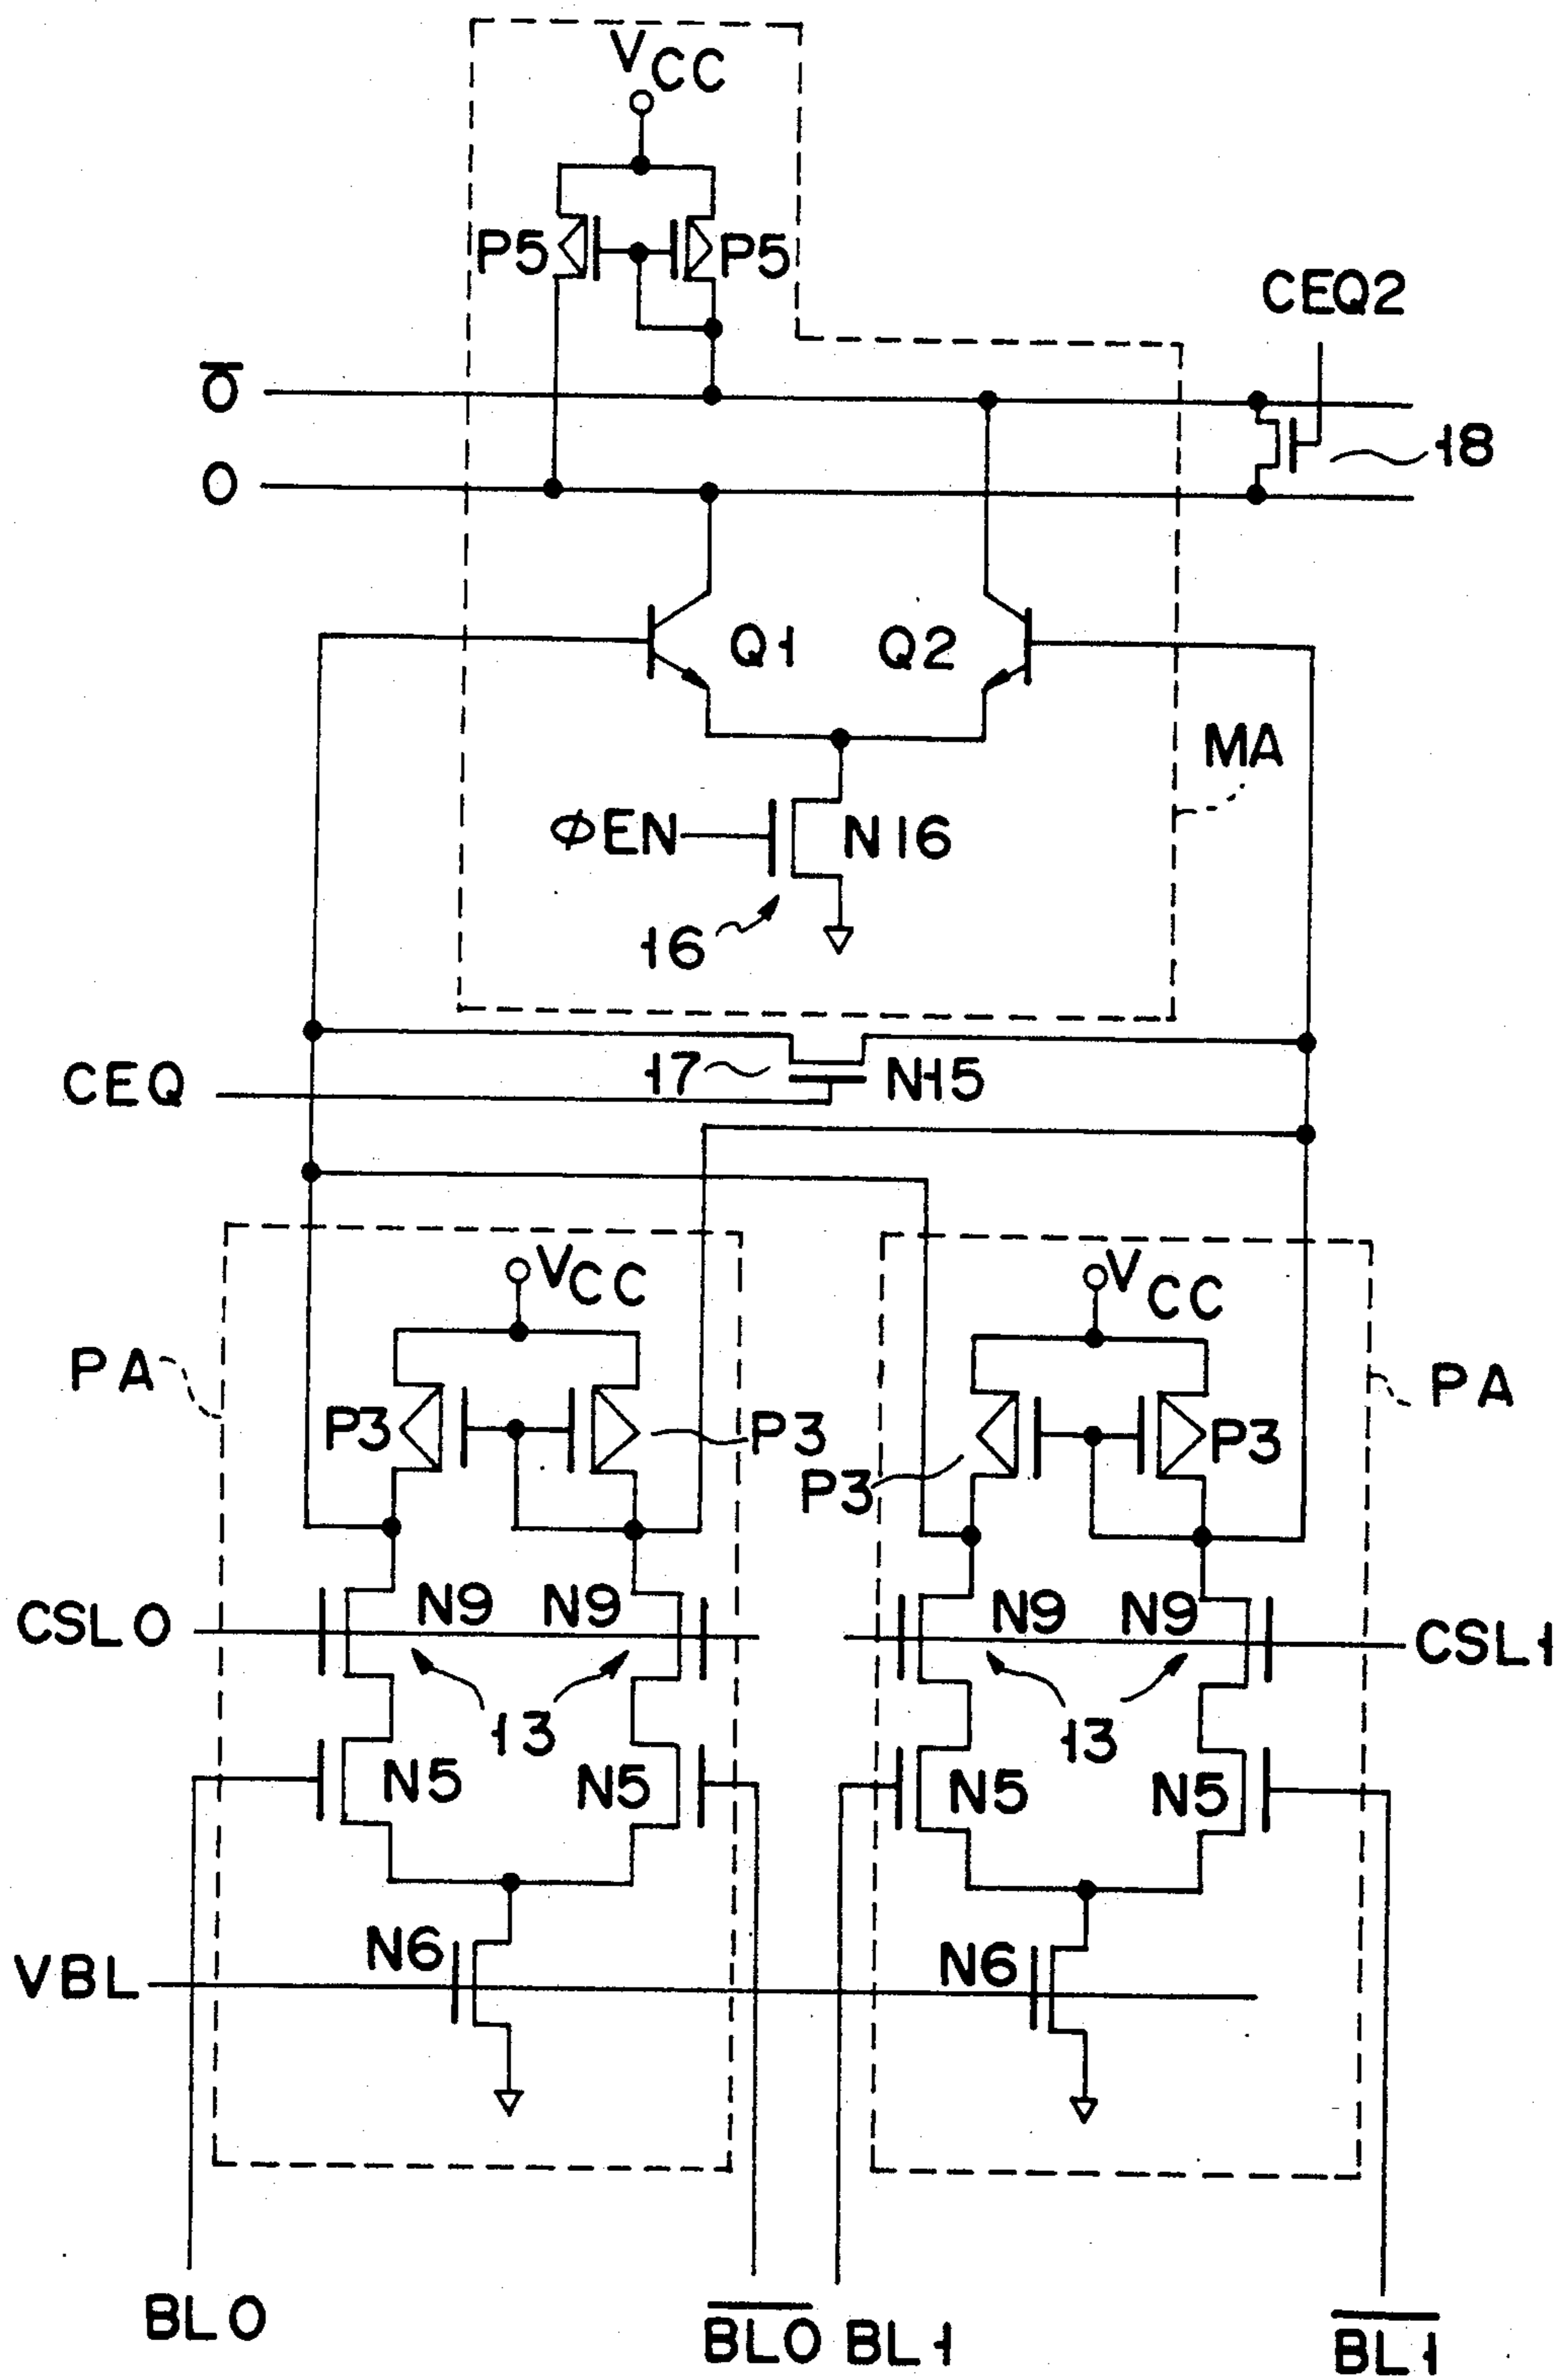 VCC
P5 P5
CEQ2
O̅
O
18
Q1 Q2
MA
ΦEN N16
16
17 N15
CEQ
VCC VCC
PA PA
P3 P3 P3 P3
CSL0 N9 N9 N9 N9 CSL1
13 13
N5 N5 N5 N5
N6 N6
VBL
BL0 B̅L̅0̅ BL1 B̅L̅1̅